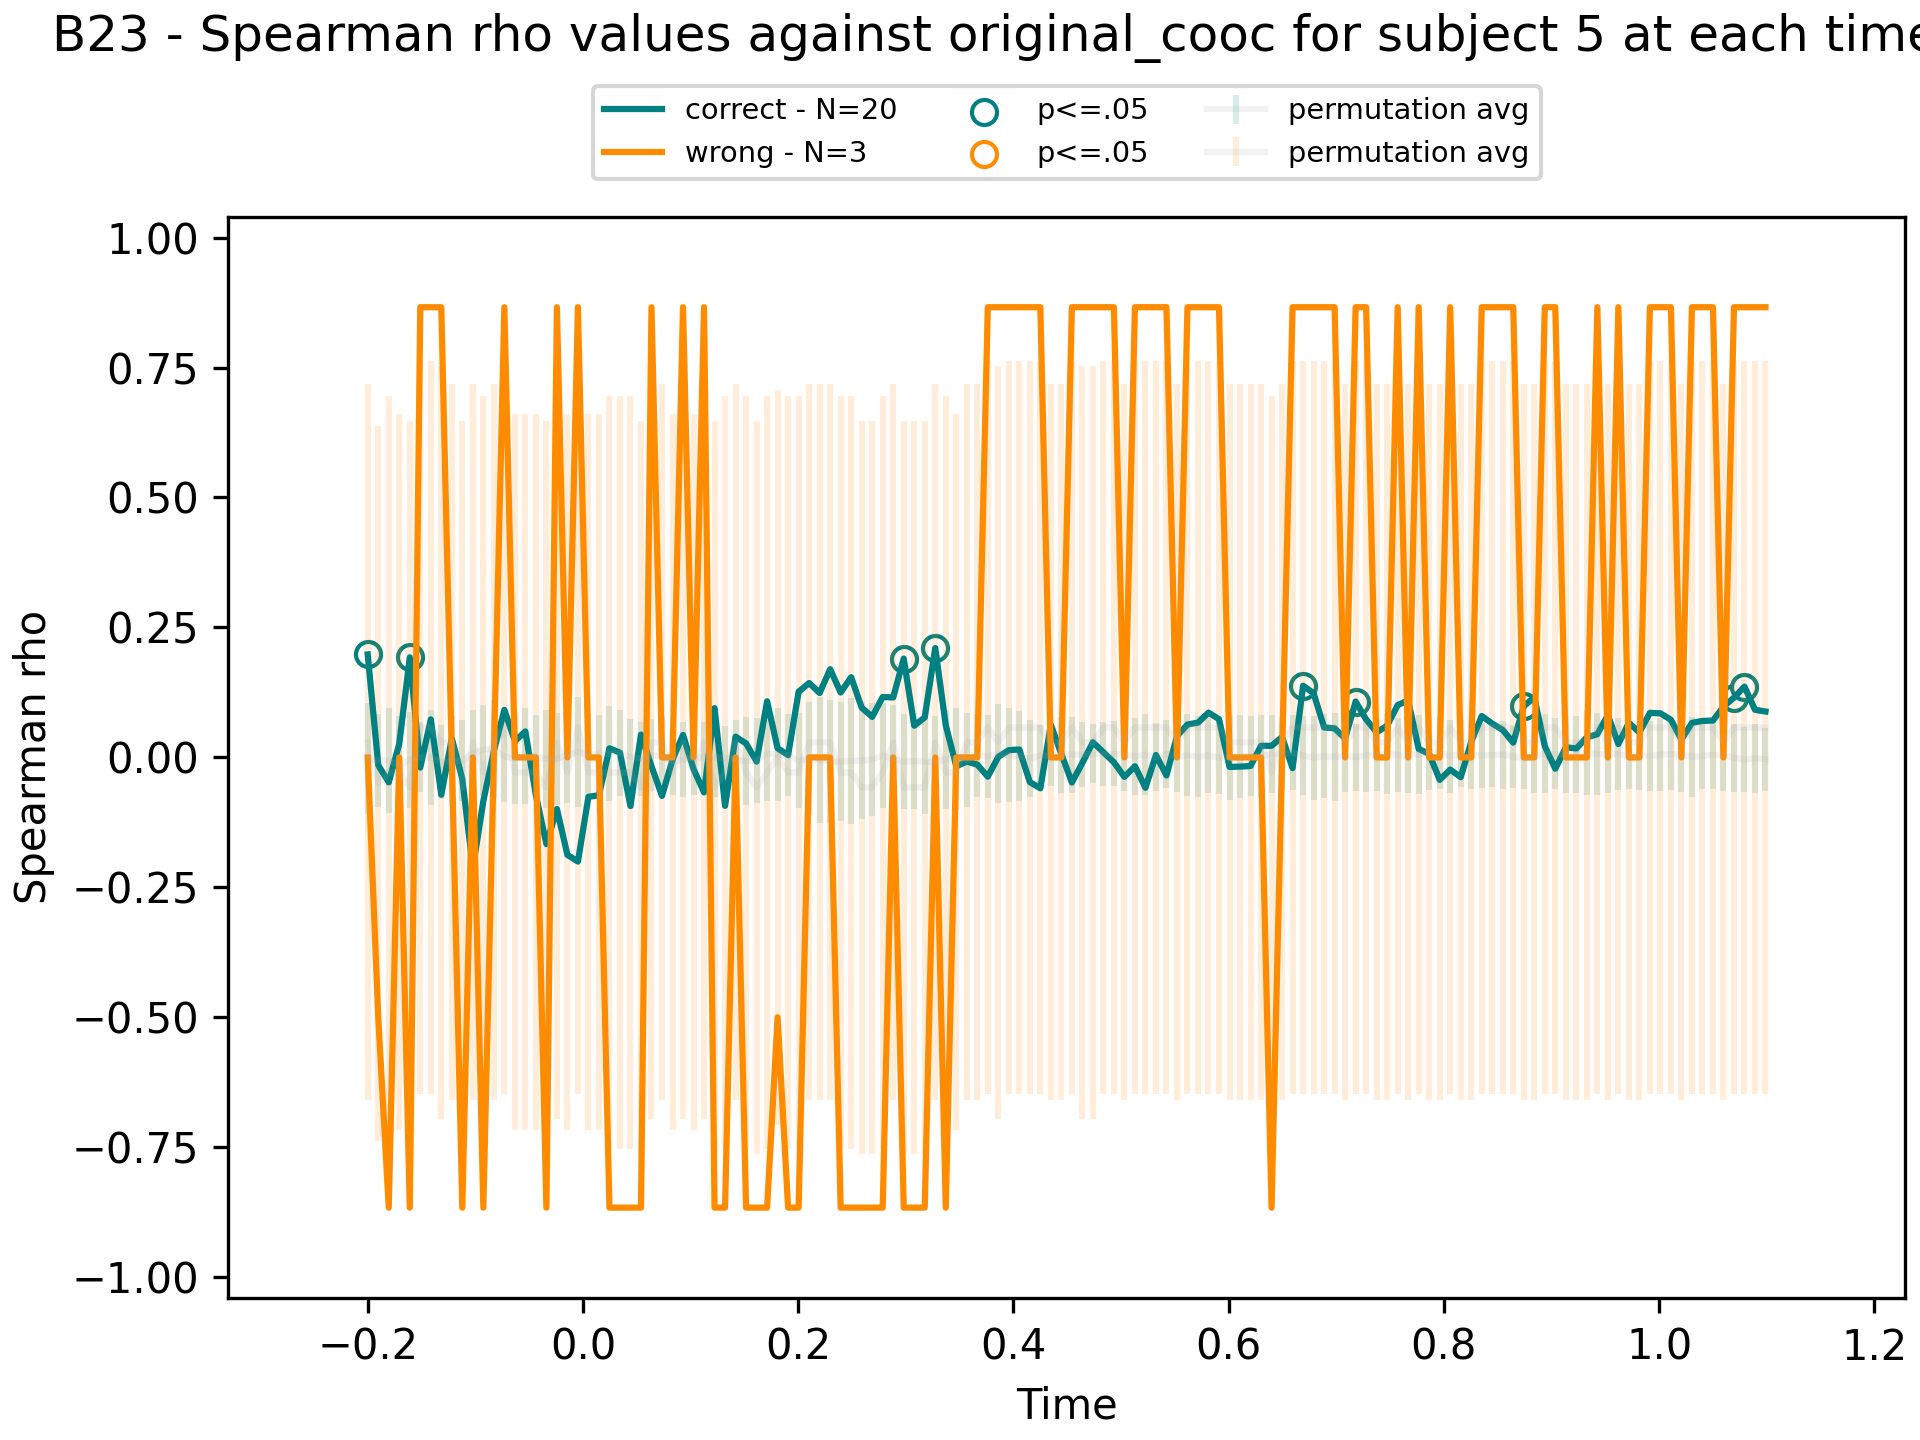 B23 - Spearman rho values against original_cooc for subject 5 at each time
correct - N=20 p<=.05 permutation avg
wrong - N=3 p<=.05 permutation avg
1.00
0.75
0.50
0.25
0.00
−0.25
−0.50
−0.75
−1.00
Spearman rho
−0.2 0.0 0.2 0.4 0.6 0.8 1.0 1.2
Time